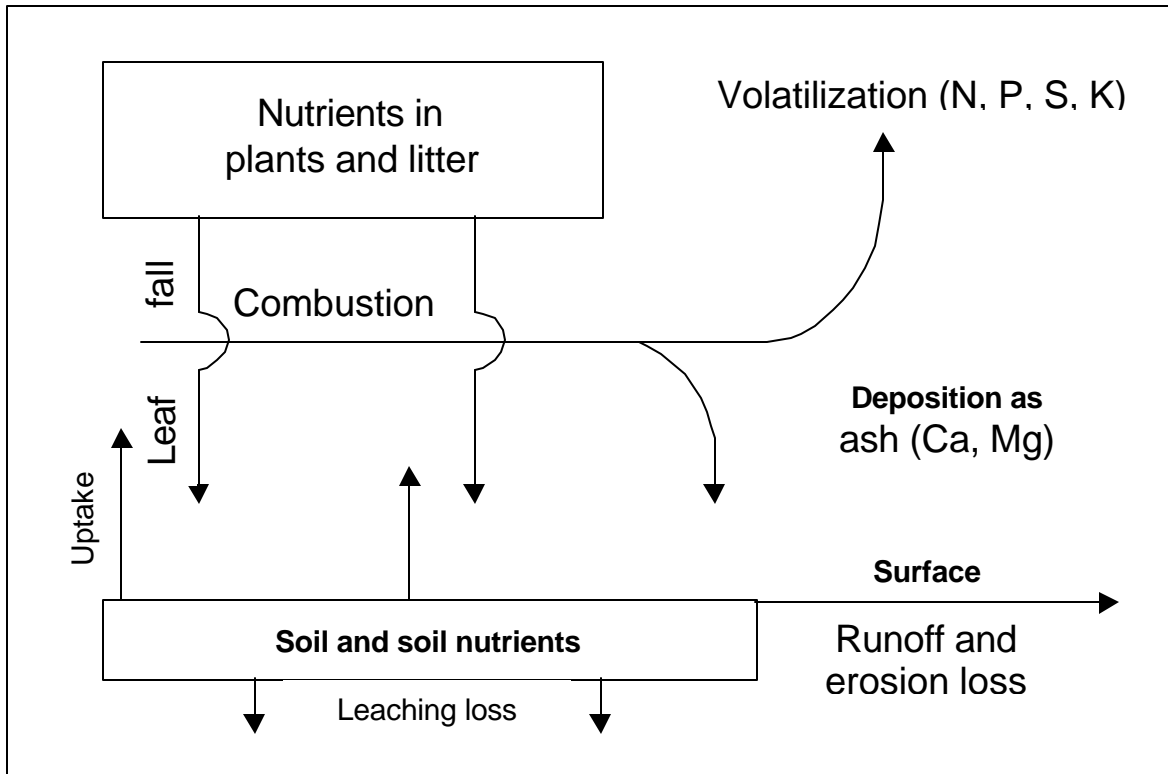 Nutrients in
plants and litter
Volatilization (N, P, S, K)
Leaf fall
Combustion
Deposition as
ash (Ca, Mg)
Uptake
Surface
Runoff and
erosion loss
Soil and soil nutrients
Leaching loss